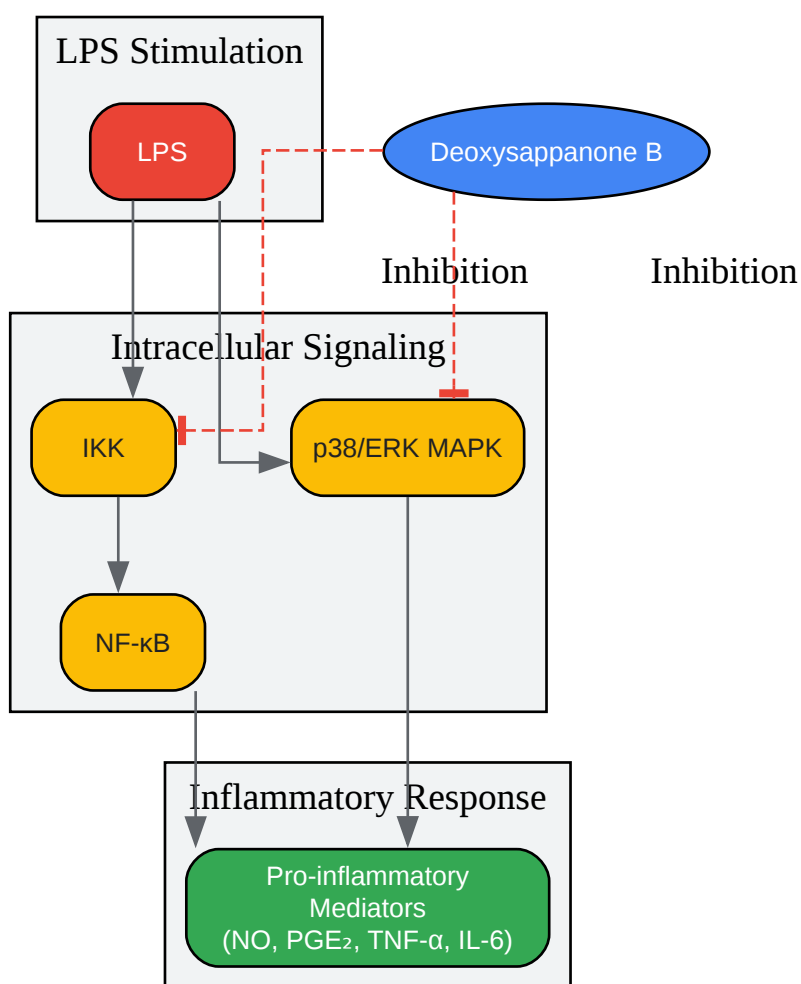 LPS Stimulation
LPS
Deoxysappanone B
Inhibition
Inhibition
Intracellular Signaling
IKK
p38/ERK MAPK
NF-κB
Inflammatory Response
Pro-inflammatory
Mediators
(NO, PGE₂, TNF-α, IL-6)